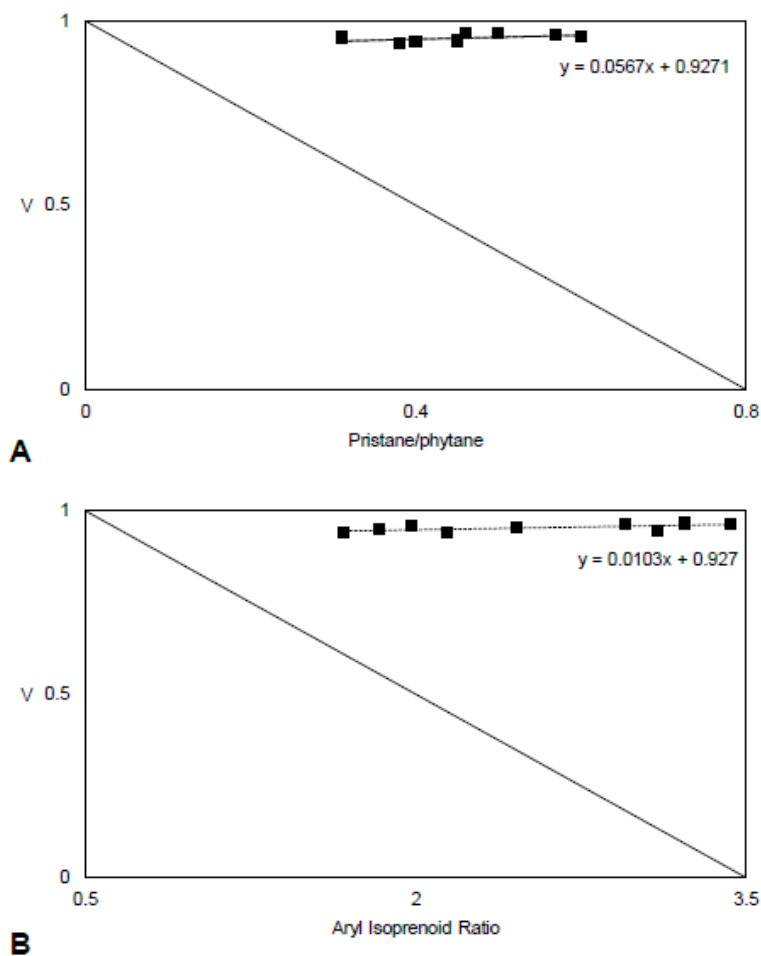 1
y = 0.0567x + 0.9271
V 0.5
0
0 0.4 0.8
Pristane/phytane
A
1
y = 0.0103x + 0.927
V 0.5
0
0.5 2 3.5
Aryl Isoprenoid Ratio
B